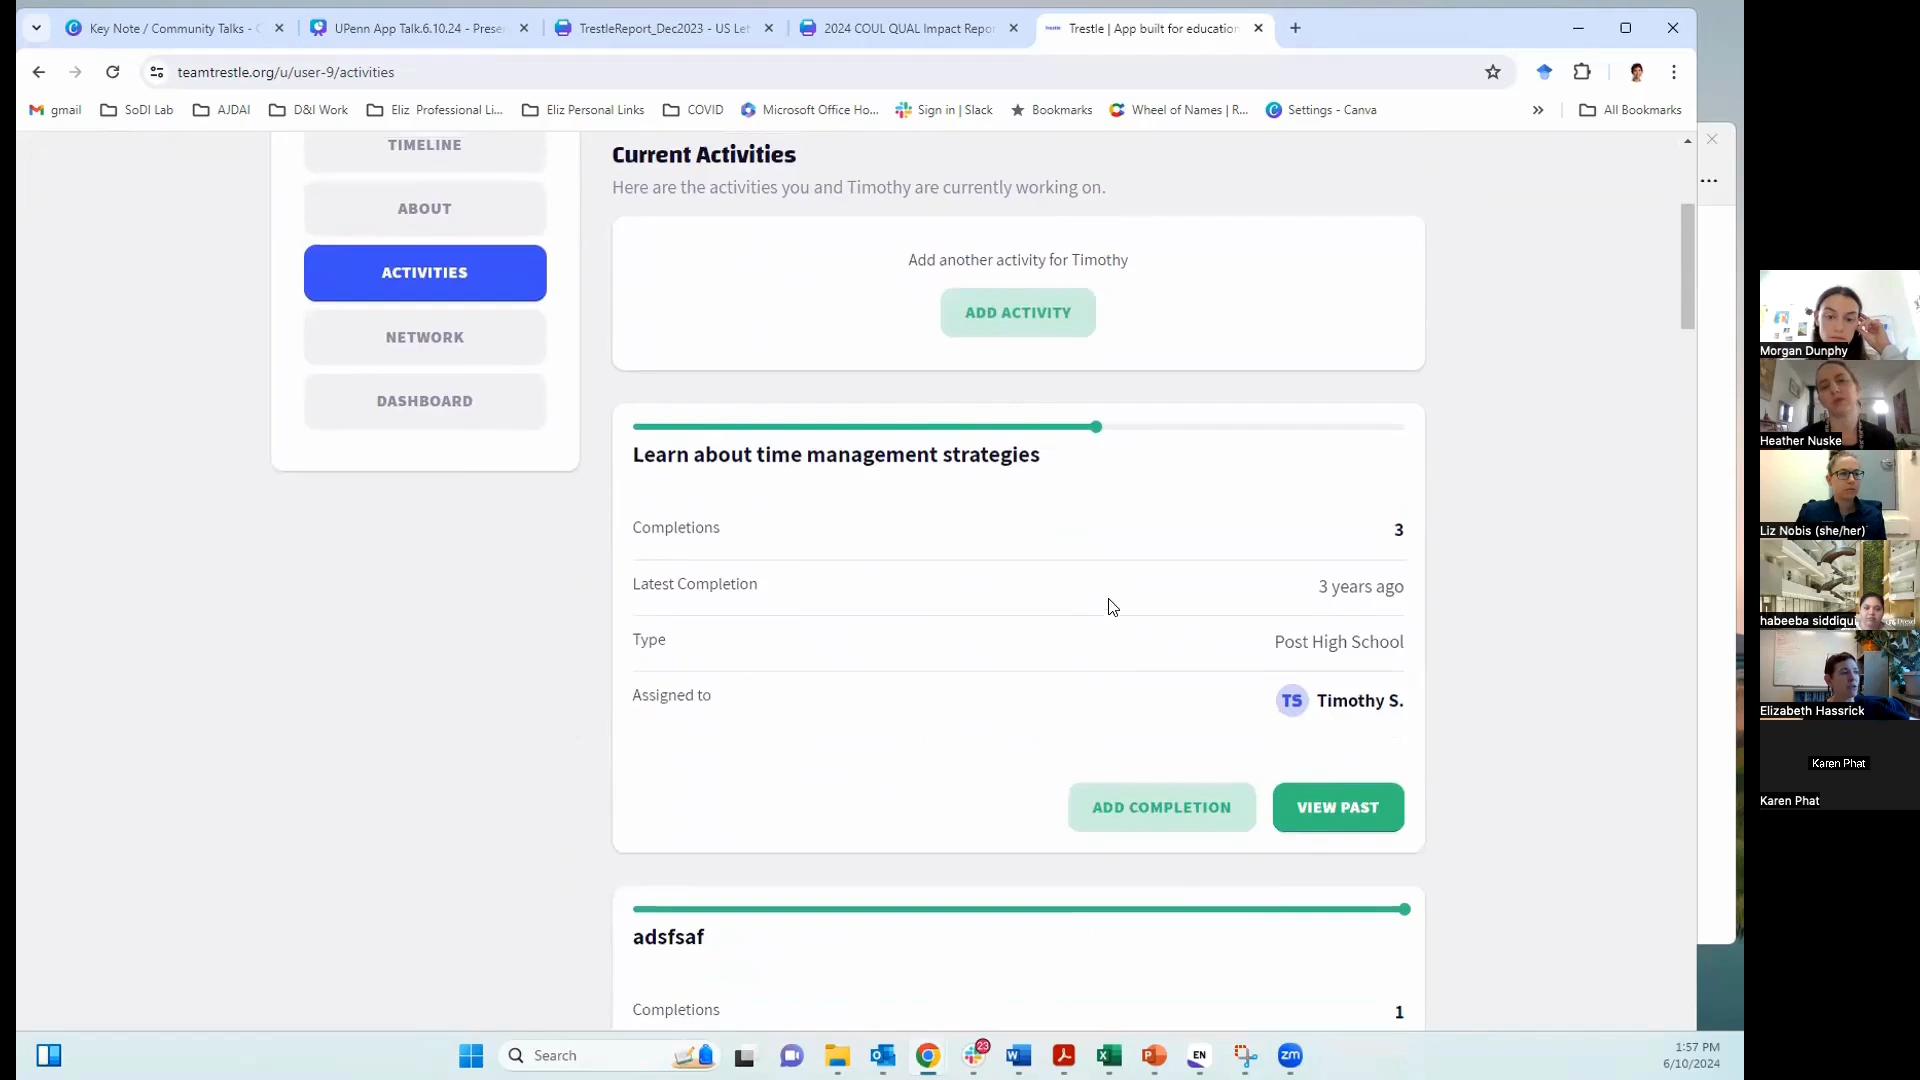 Key Note / Community Talks - C
UPenn App Talk.6.10.24 - Prese
TrestleReport_Dec2023 - US Let
2024 COUL QUAL Impact Repo
Trestle | App built for education
teamtrestle.org/u/user-9/activities
gmail
SoDI Lab
AJDAI
D&I Work
Eliz Professional Li...
Eliz Personal Links
COVID
Microsoft Office Ho...
Sign in | Slack
Bookmarks
Wheel of Names | R...
Settings - Canva
»
All Bookmarks
TIMELINE
ABOUT
ACTIVITIES
NETWORK
DASHBOARD
Current Activities
Here are the activities you and Timothy are currently working on.
Add another activity for Timothy
ADD ACTIVITY
Learn about time management strategies
Completions 3
Latest Completion 3 years ago
Type Post High School
Assigned to TS Timothy S.
ADD COMPLETION VIEW PAST
adsfsaf
Completions 1
Morgan Dunphy
Heather Nuske
Liz Nobis (she/her)
habeeba siddiqui
Elizabeth Hassrick
Karen Phat
Karen Phat
Search
23
EN
zm
1:57 PM
6/10/2024